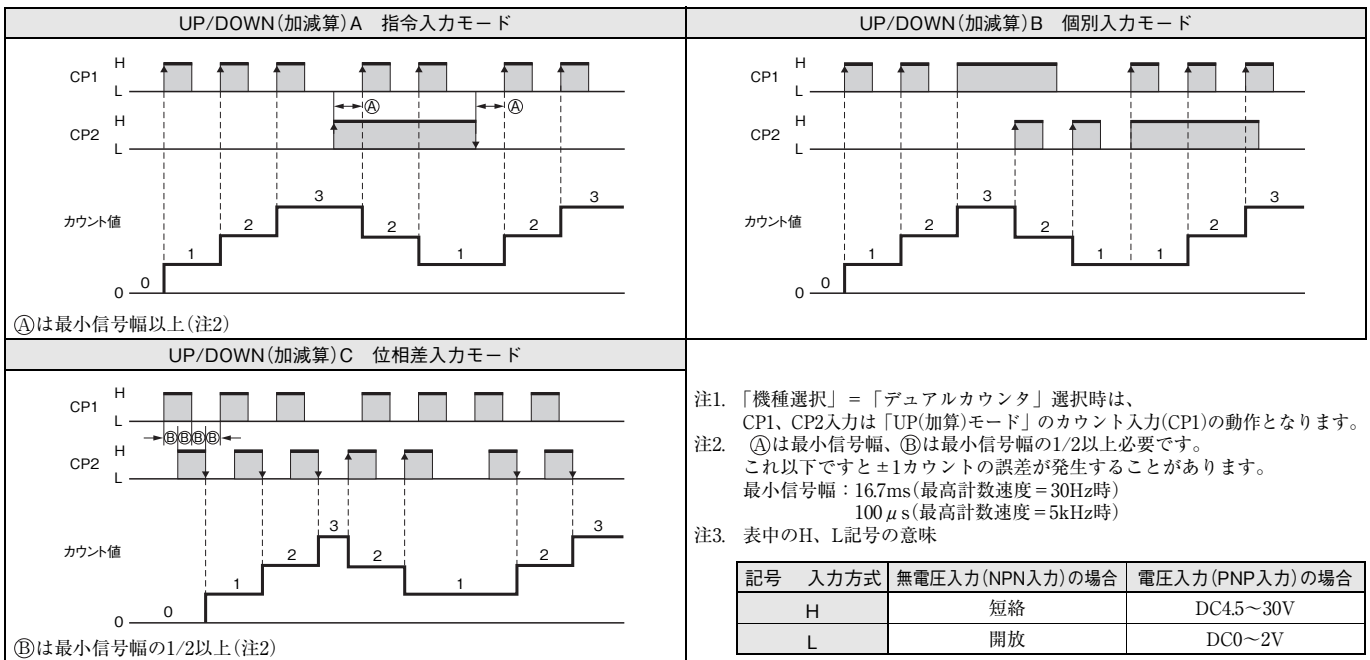 UP/DOWN(加減算)A 指令入力モード
CP1 H
L
Ⓐ Ⓐ
CP2 H
L
カウント値
0 0 1 2 3 2 1 2 3
Ⓐは最小信号幅以上(注2)
UP/DOWN(加減算)B 個別入力モード
CP1 H
L
CP2 H
L
カウント値
0 0 1 2 3 2 1 1 2 3
UP/DOWN(加減算)C 位相差入力モード
CP1 H
L
ⒷⒷⒷⒷ
CP2 H
L
カウント値
0 0 1 2 3 2 1 2 3
Ⓑは最小信号幅の1/2以上(注2)
注1. 「機種選択」=「デュアルカウンタ」選択時は、
CP1、CP2入力は「UP(加算)モード」のカウント入力(CP1)の動作となります。
注2. Ⓐは最小信号幅、Ⓑは最小信号幅の1/2以上必要です。
これ以下ですと±1カウントの誤差が発生することがあります。
最小信号幅:16.7ms(最高計数速度=30Hz時)
100μs(最高計数速度=5kHz時)
注3. 表中のH、L記号の意味
記号 入力方式 無電圧入力(NPN入力)の場合 電圧入力(PNP入力)の場合
H 短絡 DC4.5~30V
L 開放 DC0~2V